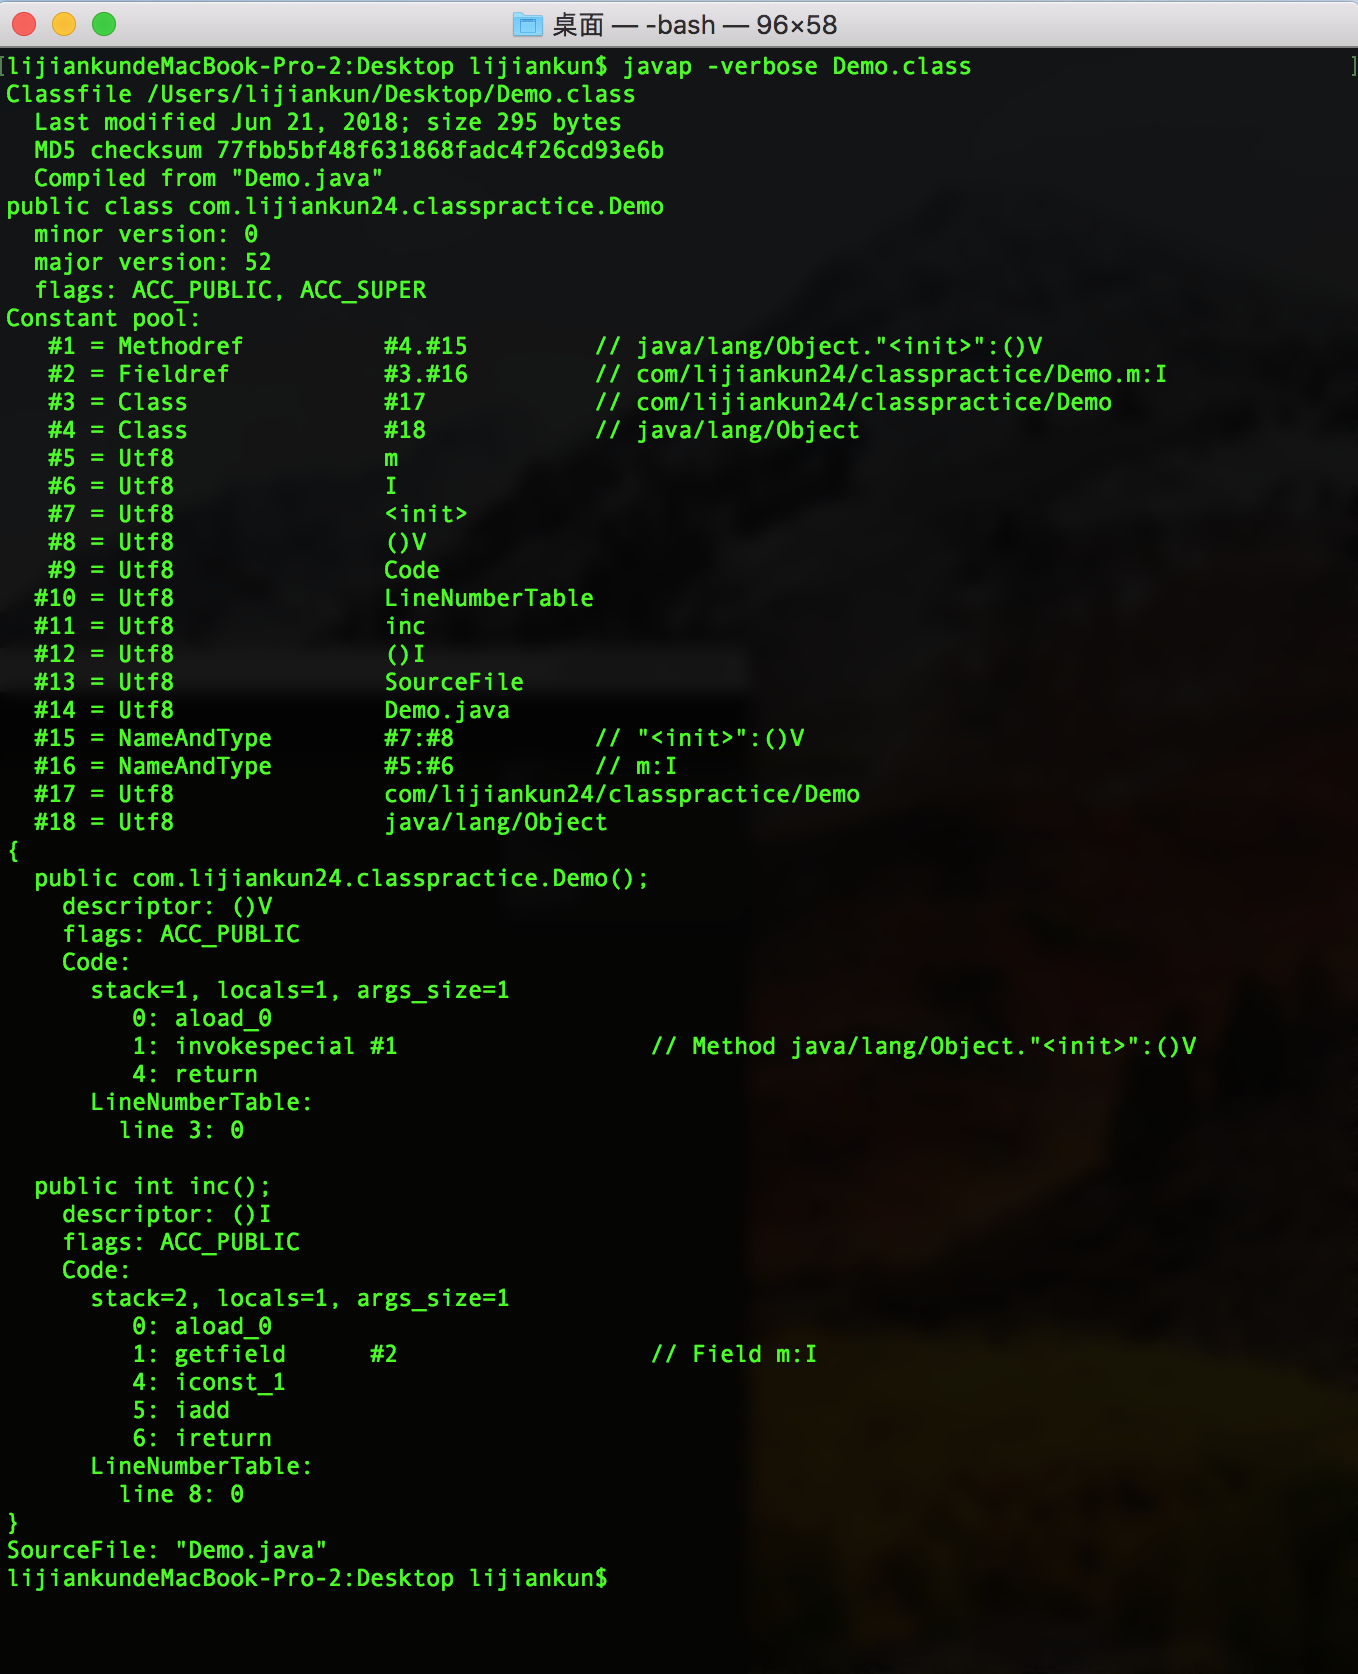 桌面 — -bash — 96×58
[lijiankundeMacBook-Pro-2:Desktop lijiankun$ javap -verbose Demo.class ]
Classfile /Users/lijiankun/Desktop/Demo.class
  Last modified Jun 21, 2018; size 295 bytes
  MD5 checksum 77fbb5bf48f631868fadc4f26cd93e6b
  Compiled from "Demo.java"
public class com.lijiankun24.classpractice.Demo
  minor version: 0
  major version: 52
  flags: ACC_PUBLIC, ACC_SUPER
Constant pool:
   #1 = Methodref          #4.#15         // java/lang/Object."<init>":()V
   #2 = Fieldref           #3.#16         // com/lijiankun24/classpractice/Demo.m:I
   #3 = Class              #17            // com/lijiankun24/classpractice/Demo
   #4 = Class              #18            // java/lang/Object
   #5 = Utf8               m
   #6 = Utf8               I
   #7 = Utf8               <init>
   #8 = Utf8               ()V
   #9 = Utf8               Code
  #10 = Utf8               LineNumberTable
  #11 = Utf8               inc
  #12 = Utf8               ()I
  #13 = Utf8               SourceFile
  #14 = Utf8               Demo.java
  #15 = NameAndType        #7:#8          // "<init>":()V
  #16 = NameAndType        #5:#6          // m:I
  #17 = Utf8               com/lijiankun24/classpractice/Demo
  #18 = Utf8               java/lang/Object
{
  public com.lijiankun24.classpractice.Demo();
    descriptor: ()V
    flags: ACC_PUBLIC
    Code:
      stack=1, locals=1, args_size=1
         0: aload_0
         1: invokespecial #1                  // Method java/lang/Object."<init>":()V
         4: return
      LineNumberTable:
        line 3: 0

  public int inc();
    descriptor: ()I
    flags: ACC_PUBLIC
    Code:
      stack=2, locals=1, args_size=1
         0: aload_0
         1: getfield      #2                  // Field m:I
         4: iconst_1
         5: iadd
         6: ireturn
      LineNumberTable:
        line 8: 0
}
SourceFile: "Demo.java"
lijiankundeMacBook-Pro-2:Desktop lijiankun$